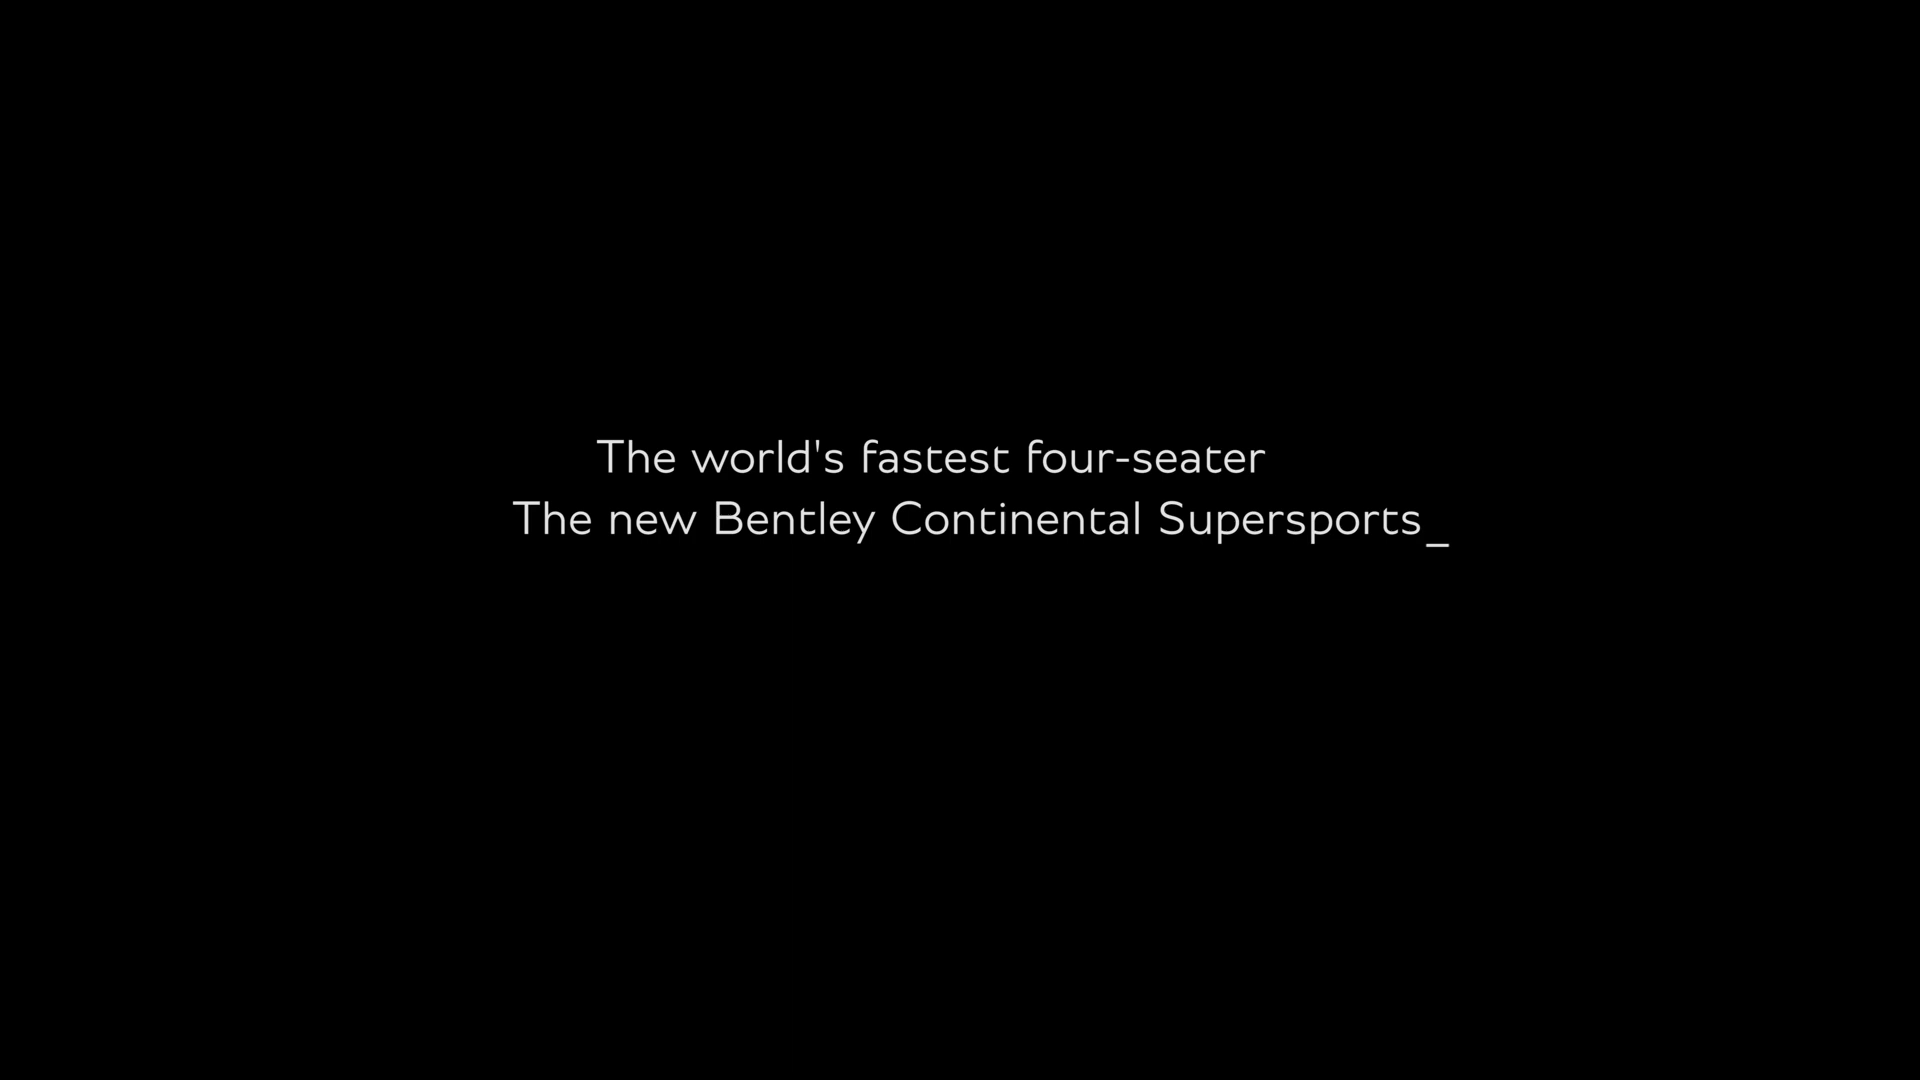 The world's fastest four-seater
The new Bentley Continental Supersports_